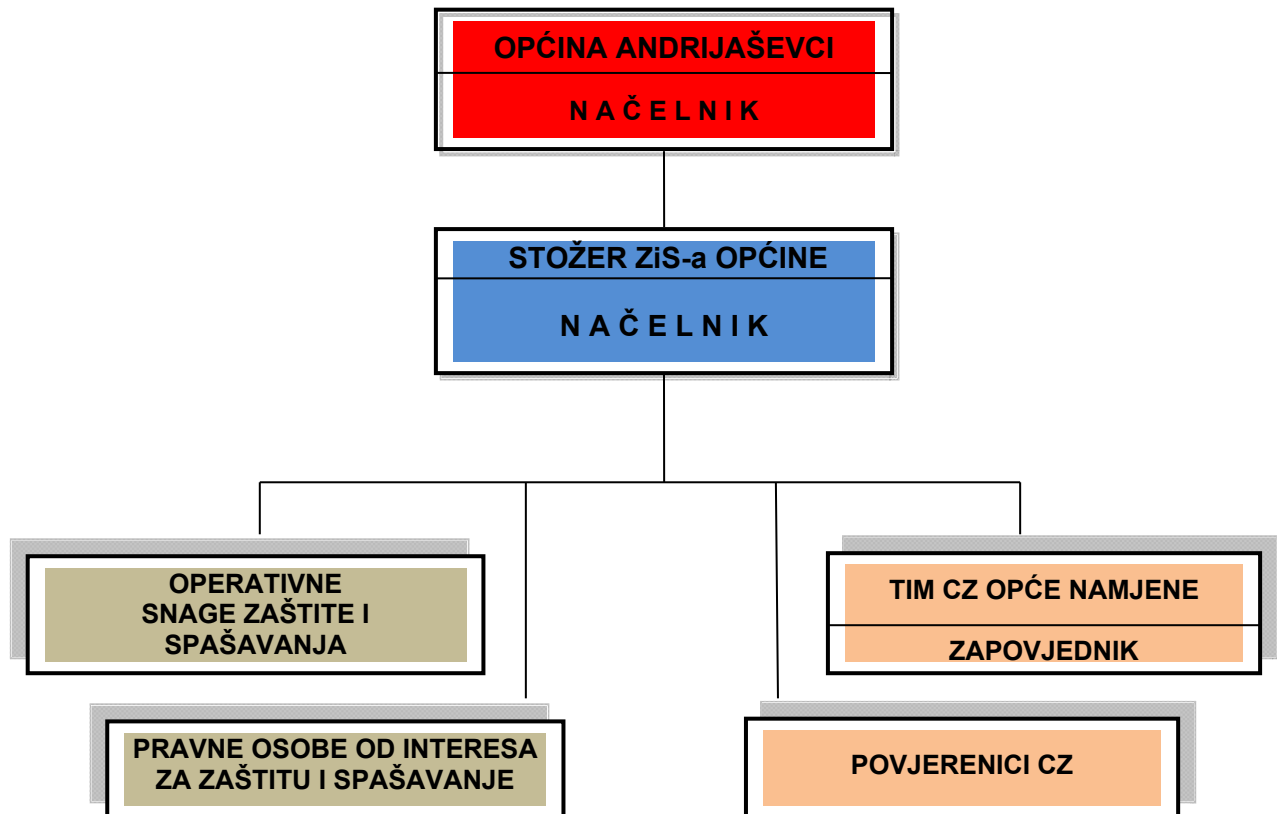 OPĆINA ANDRIJAŠEVCI
N A Č E L N I K
STOŽER ZiS-a OPĆINE
N A Č E L N I K
OPERATIVNE
SNAGE ZAŠTITE I
SPAŠAVANJA
TIM CZ OPĆE NAMJENE
ZAPOVJEDNIK
PRAVNE OSOBE OD INTERESA
ZA ZAŠTITU I SPAŠAVANJE
POVJERENICI CZ